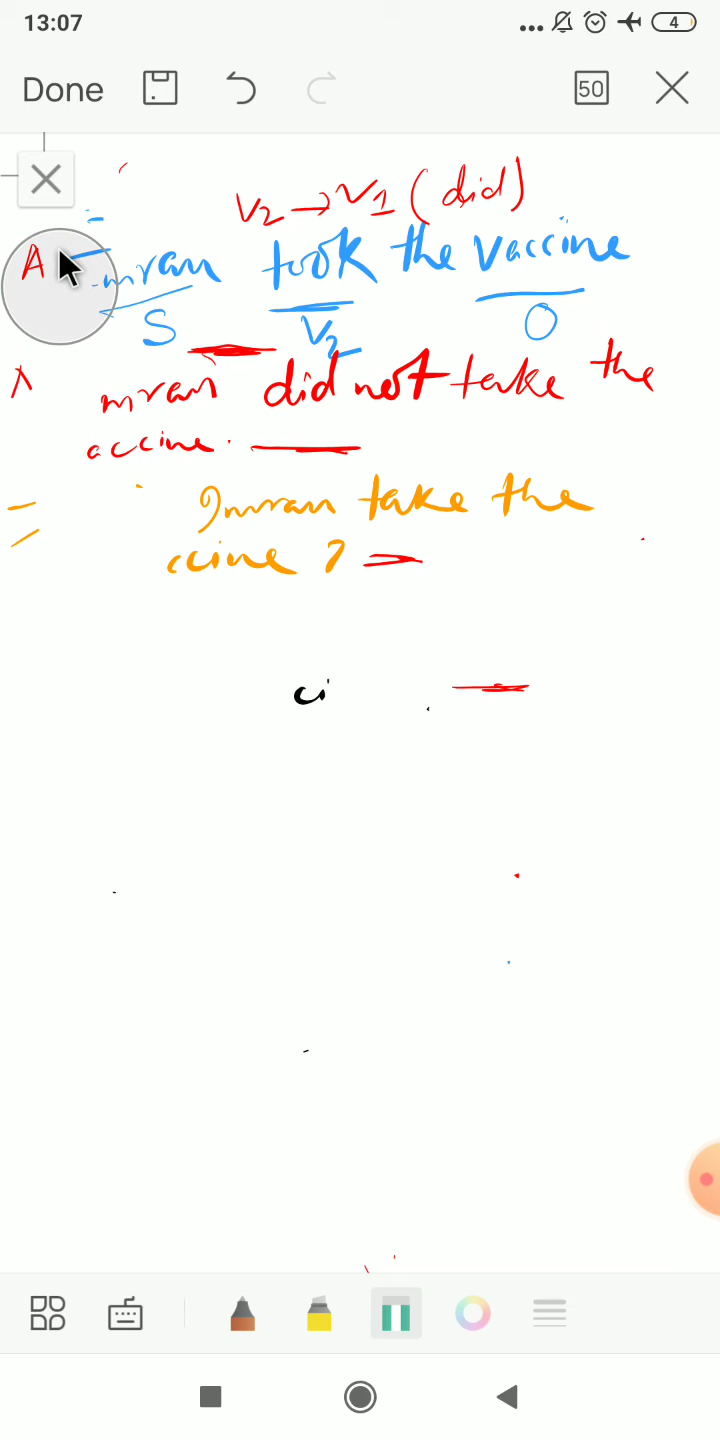 13:07
4
Done
50
V2 → V1 (did)
A mran took the vaccine
S V2 O
mran did not take the
accine.
Imran take the
ccine ?